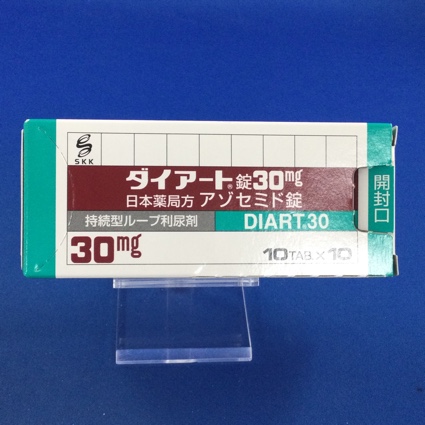 SKK
ダイアート®錠30mg
日本薬局方 アゾセミド錠
持続型ループ利尿剤 DIART®30
30mg
10TAB.×10
開封口